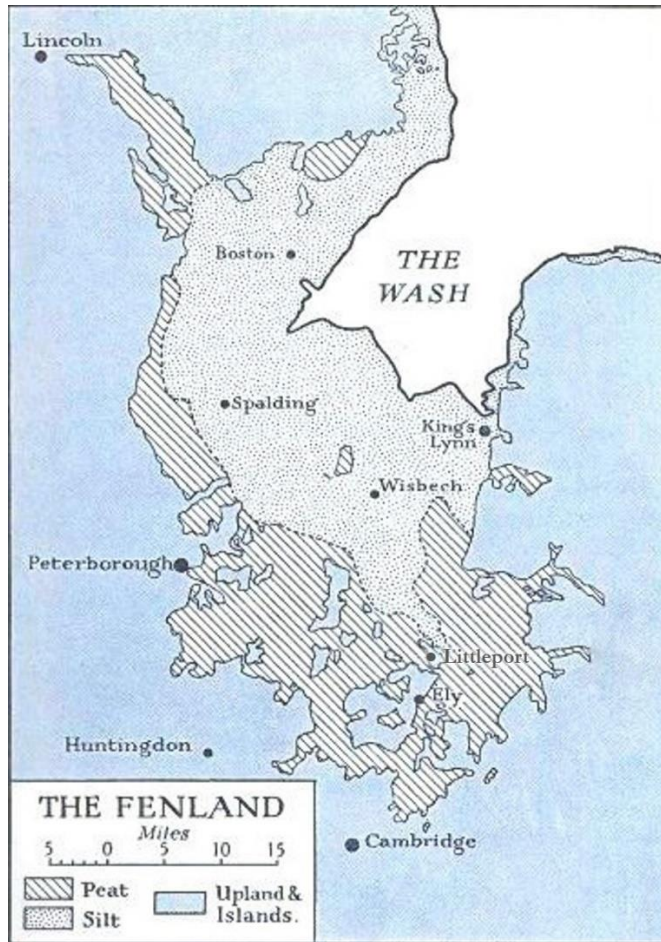 Lincoln
Boston
THE
WASH
Spalding
King's
Lynn
Wisbech
Peterborough
Littleport
Ely
Huntingdon
Cambridge
THE FENLAND
Miles
5 0 5 10 15
Peat
Silt
Upland &
Islands.